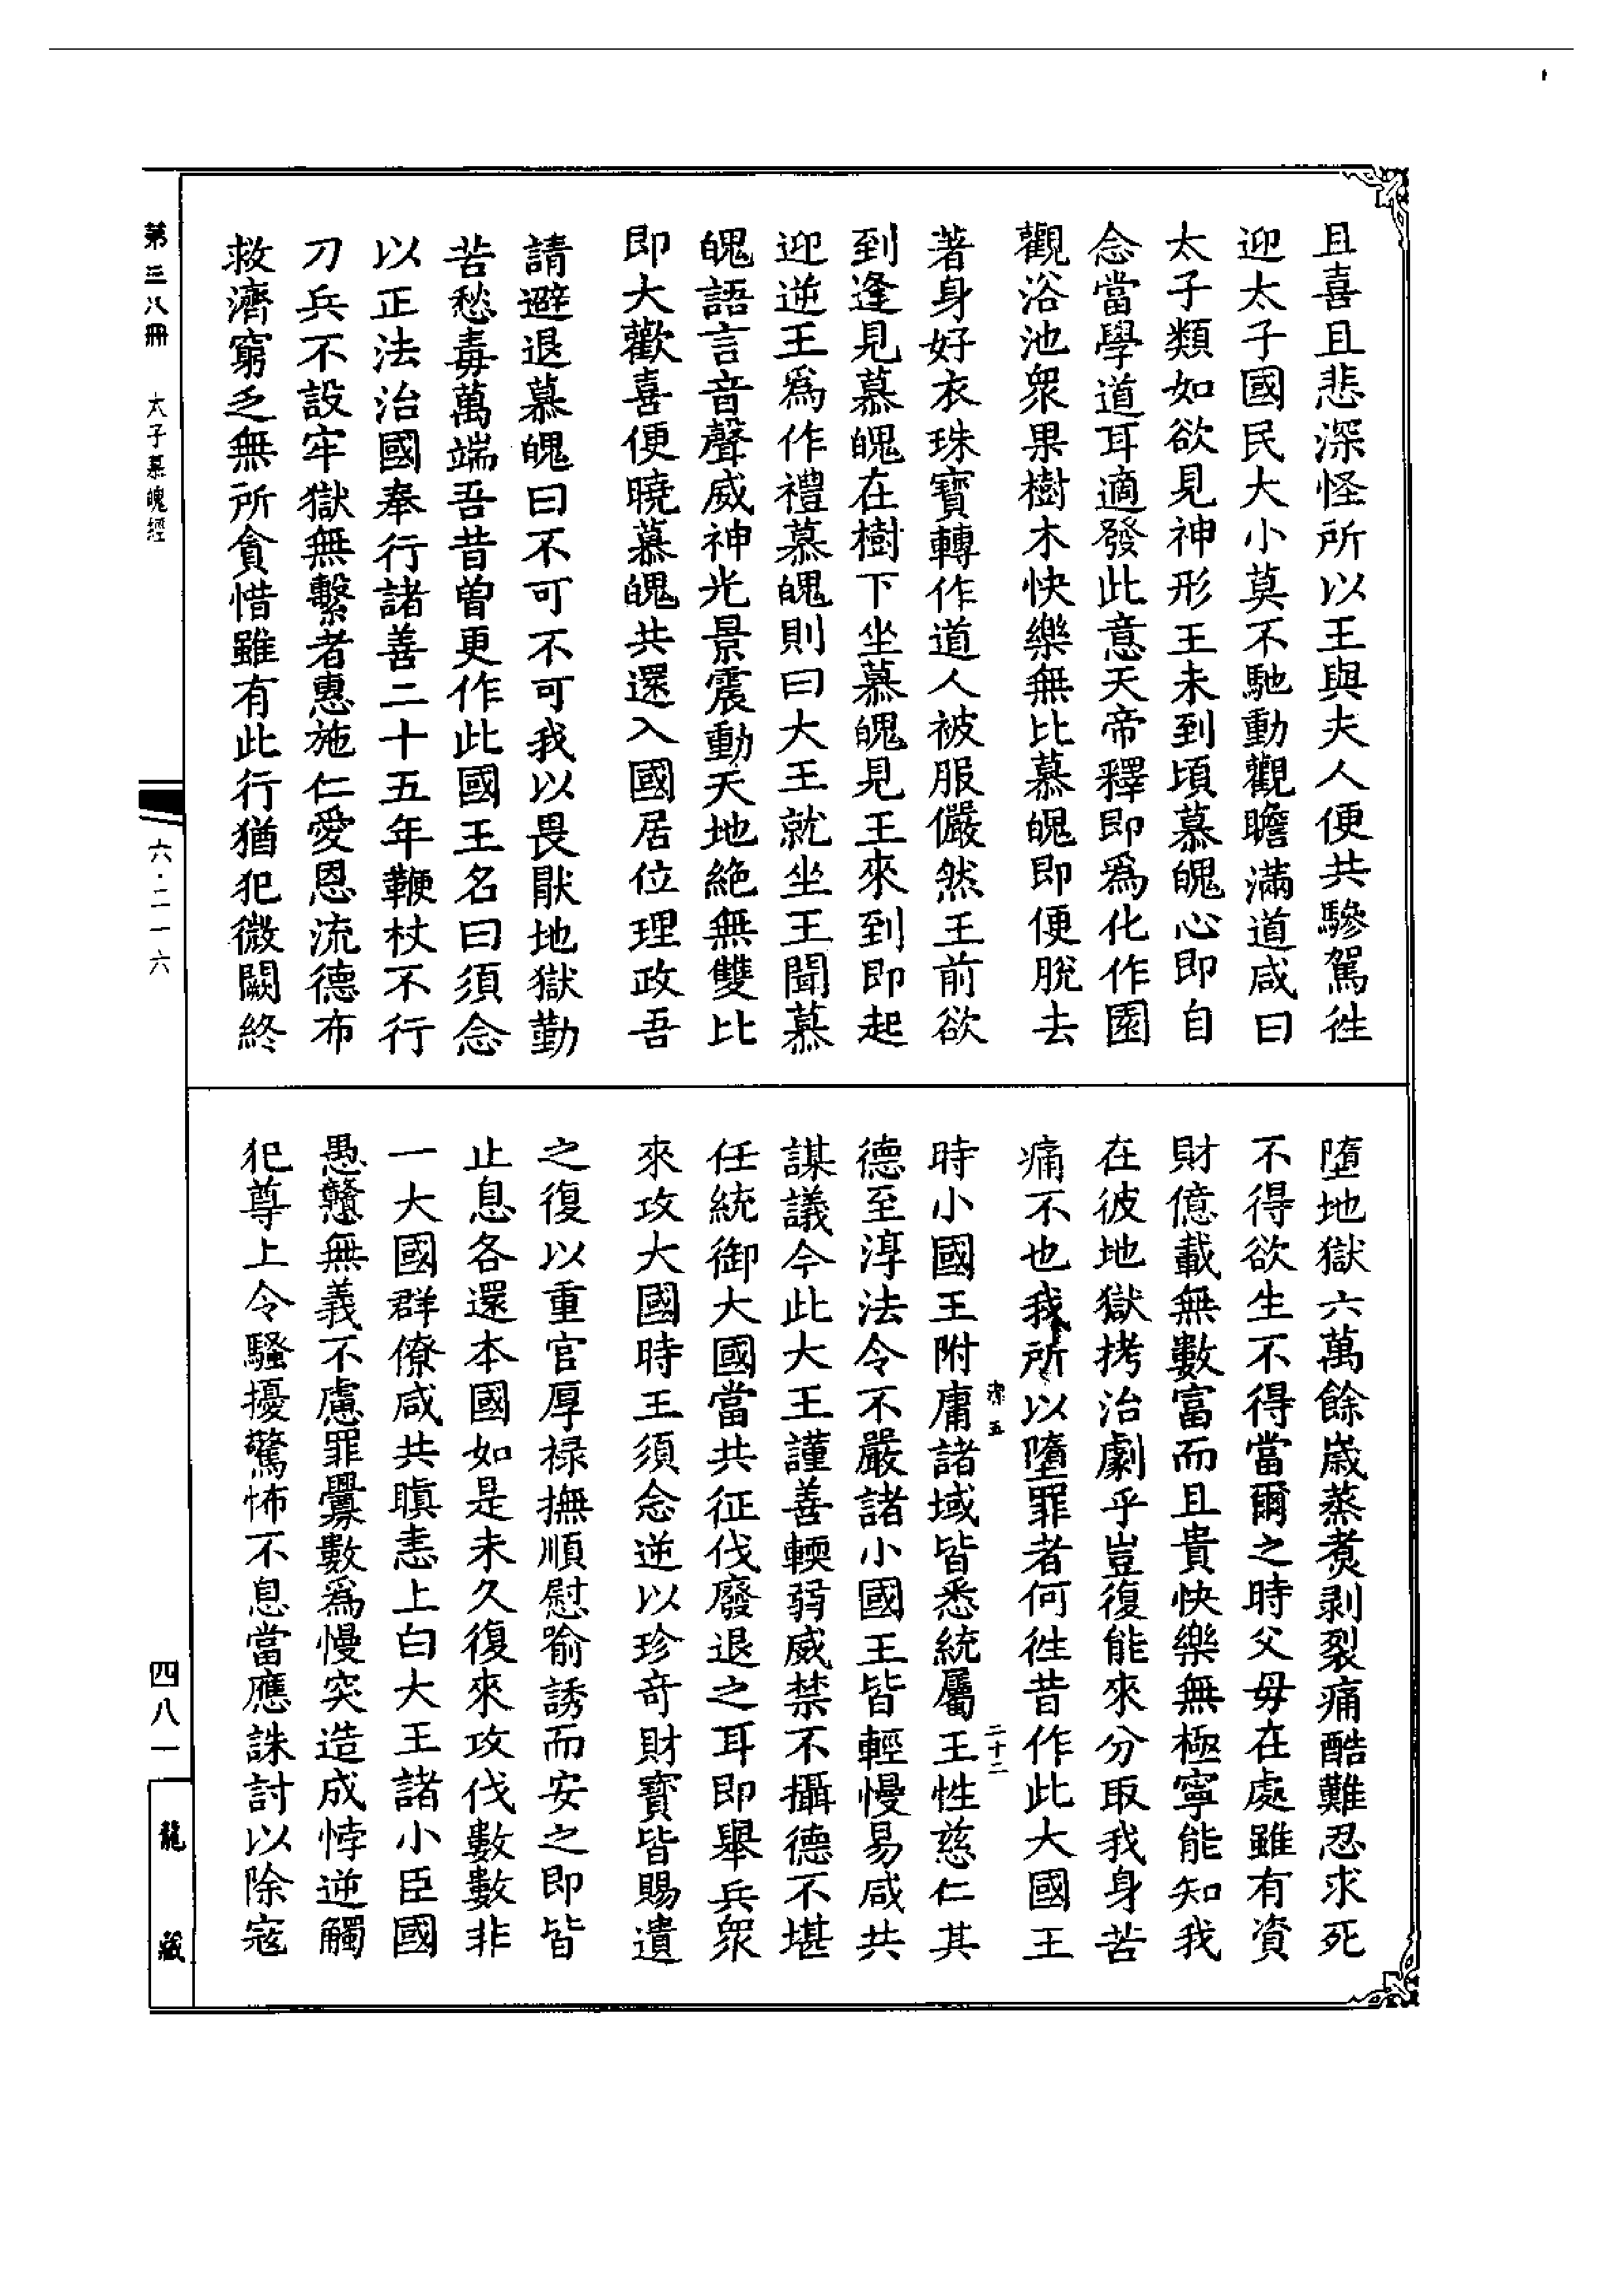 且喜且悲深怪所以王與夫人便共驂駕往
迎太子國民大小莫不馳動觀瞻滿道咸曰
太子類如欲見神形王未到頃慕魄心即自
念當學道耳適發此意天帝釋即爲化作園
觀浴池衆果樹木快樂無比慕魄即便脫去
著身好衣珠寶轉作道人被服儼然王前欲
到逢見慕魄在樹下坐慕魄見王來到即起
迎逆王爲作禮慕魄則曰大王就坐王聞慕
魄語言音聲威神光景震動天地絶無雙比
即大歡喜便曉慕魄共還入國居位理政吾
請避退慕魄曰不可不可我以畏猒地獄勤
苦愁毒萬端吾昔曾更作此國王名曰須念
以正法治國奉行諸善二十五年鞭杖不行
刀兵不設牢獄無繫者惠施仁愛恩流德布
救濟窮乏無所貪惜雖有此行猶犯微闕終
墮地獄六萬餘嵗蒸煑剥裂痛酷難忍求死
不得欲生不得當爾之時父母在處雖有資
財億載無數富而且貴快樂無極寧能知我
在彼地獄拷治劇乎豈復能來分取我身苦
痛不也我所以墮罪者何往昔作此大國王
時小國王附庸諸域皆悉統屬王性慈仁其
德至淳法令不嚴諸小國王皆輕慢易咸共
謀議今此大王謹善輭弱威禁不攝德不堪
任統御大國當共征伐廢退之耳即舉兵衆
來攻大國時王須念逆以珍竒財寳皆賜遺
之復以重官厚禄撫順慰喻誘而安之即皆
止息各還本國如是未久復來攻伐數數非
一大國群僚咸共瞋恚上白大王諸小臣國
愚戇無義不慮罪釁數爲慢突造成悖逆觸
犯尊上令騷擾驚怖不息當應誅討以除寇
第三八冊
太子慕魄經
六·二一六
四八一
龍藏
二十二